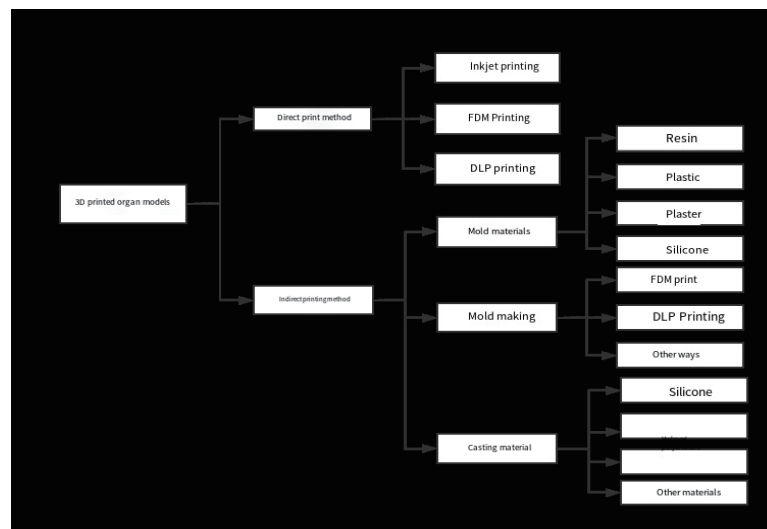 Inkjet printing
Direct print method
FDM Printing
DLP printing
Resin
Plastic
3D printed organ models
Plaster
Mold materials
Silicone
FDM print
Indirect printing method
Mold making
DLP Printing
Other ways
Silicone
Casting material
Other materials